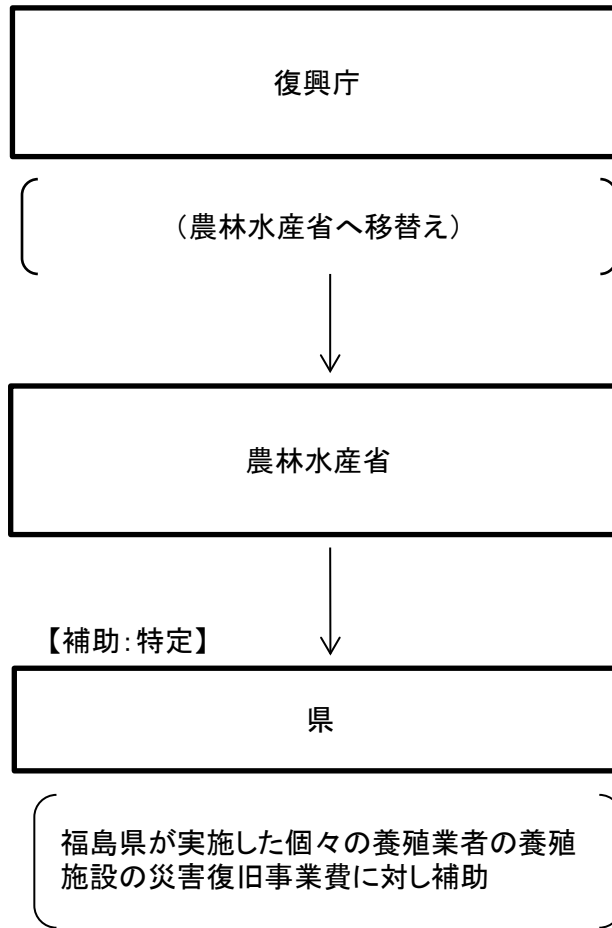 復興庁
(農林水産省へ移替え)
農林水産省
【補助:特定】
県
福島県が実施した個々の養殖業者の養殖
施設の災害復旧事業費に対し補助